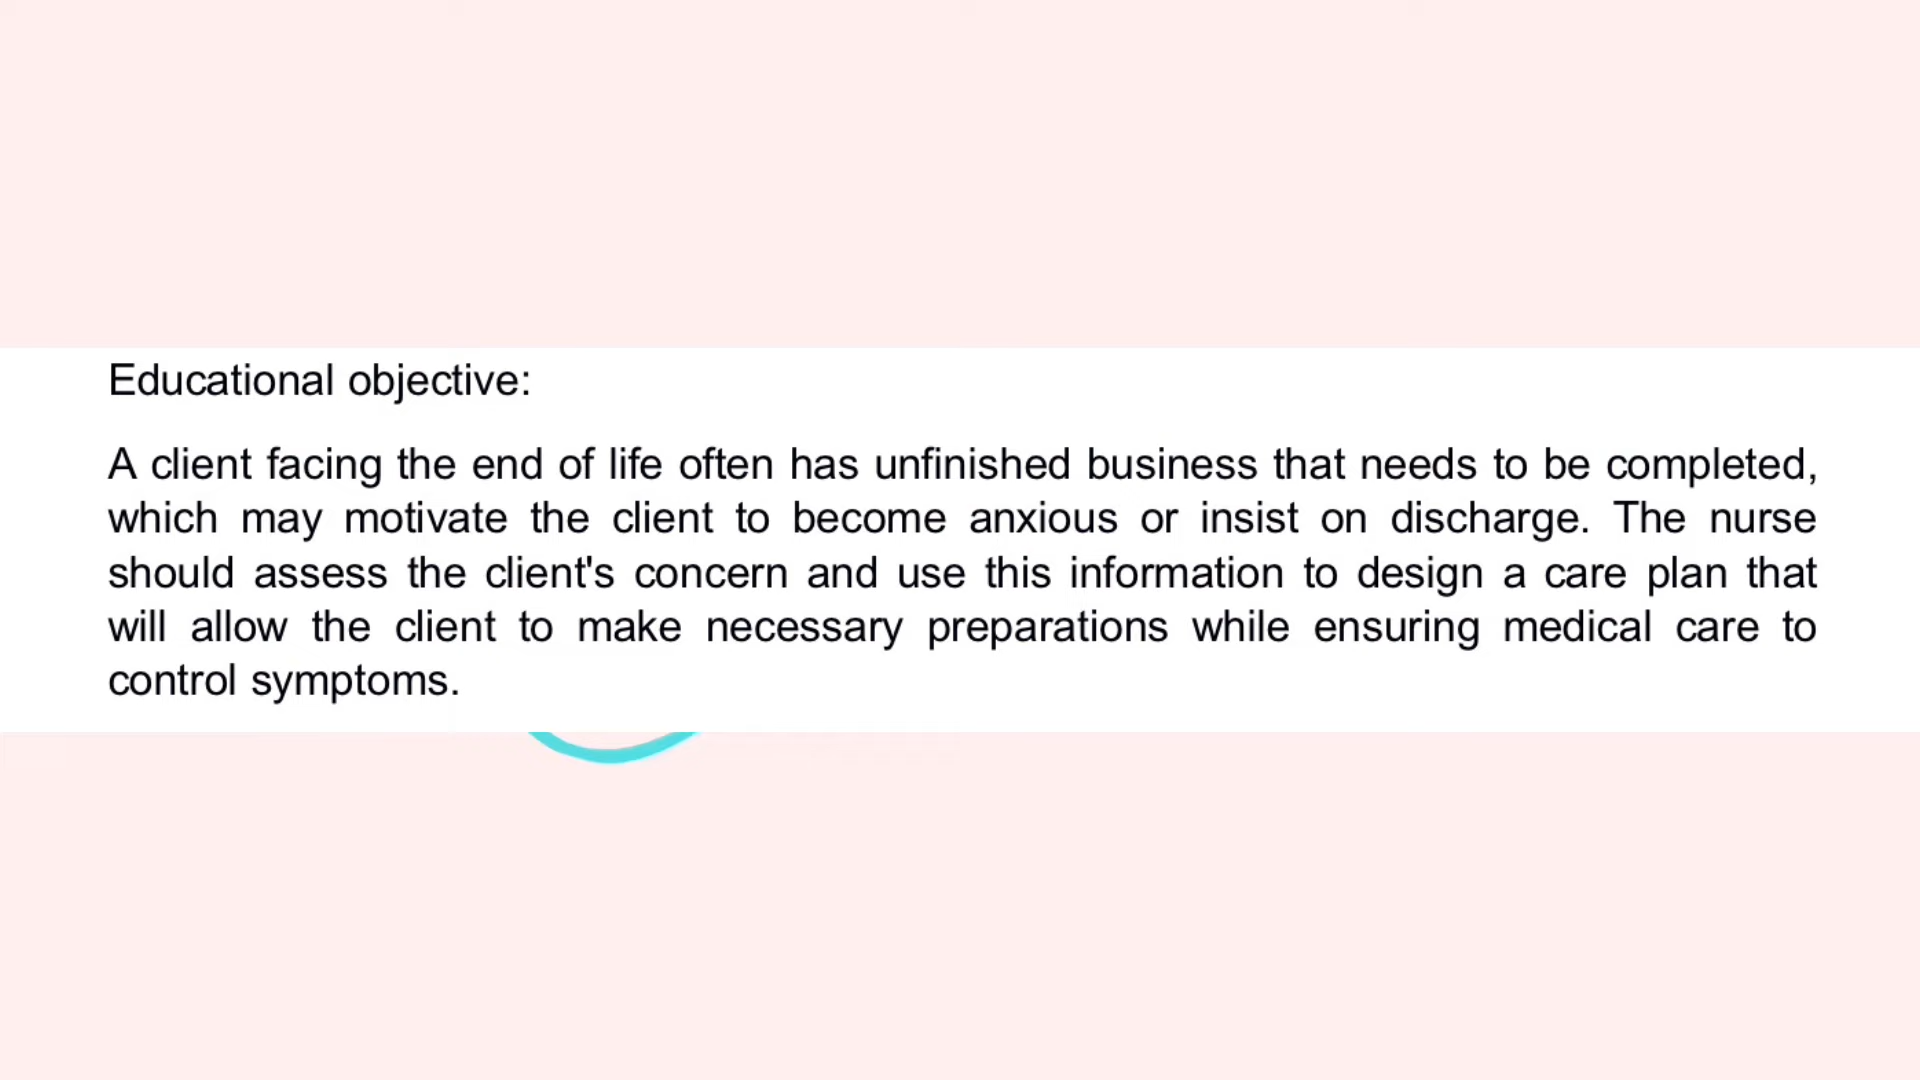 Educational objective:
A client facing the end of life often has unfinished business that needs to be completed,
which may motivate the client to become anxious or insist on discharge. The nurse
should assess the client's concern and use this information to design a care plan that
will allow the client to make necessary preparations while ensuring medical care to
control symptoms.